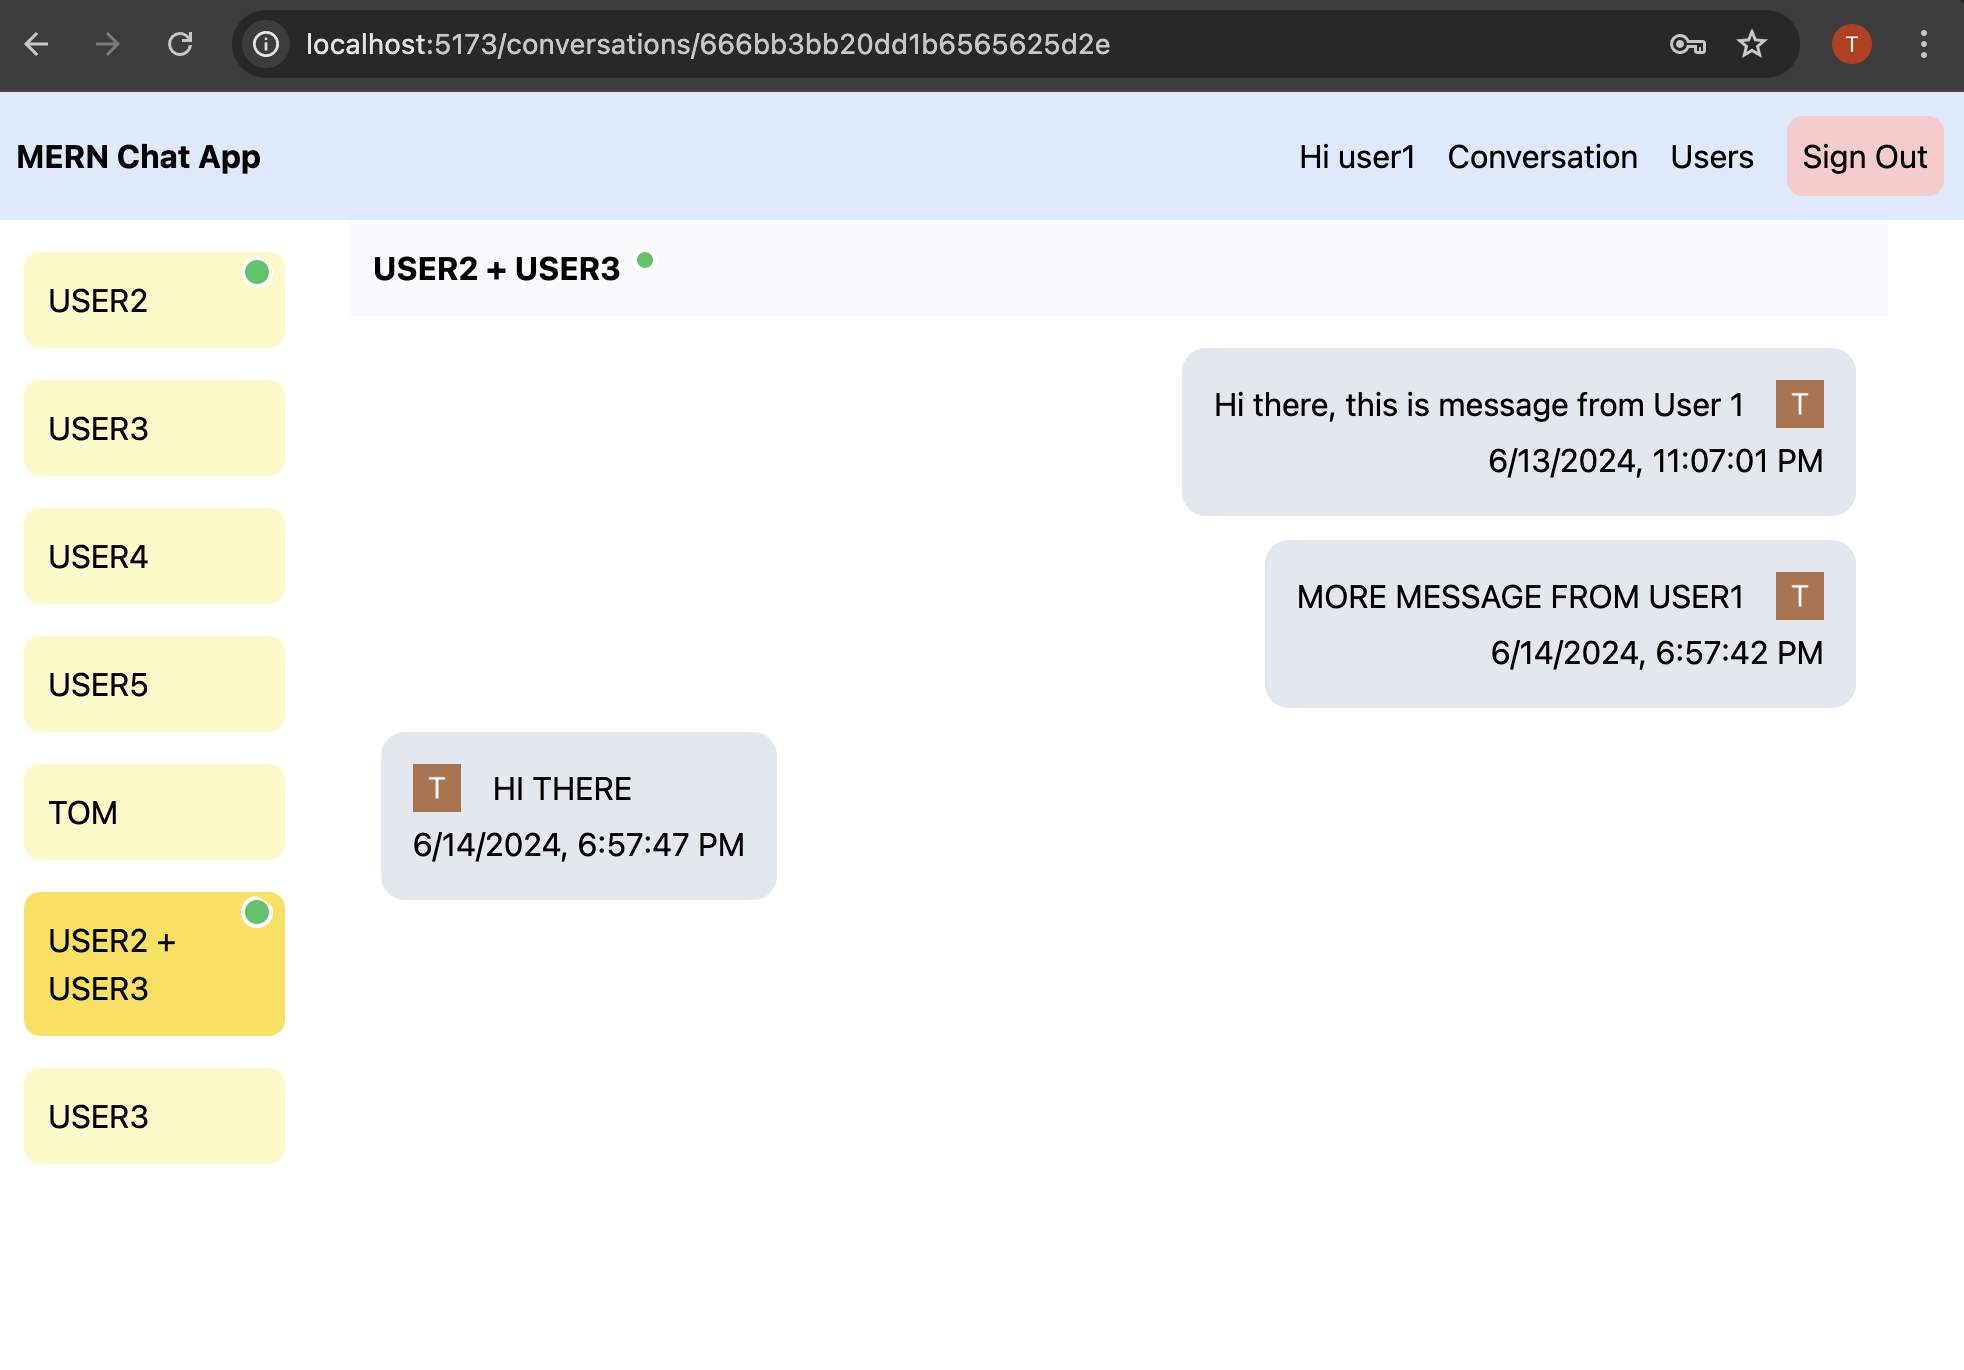 localhost:5173/conversations/666bb3bb20dd1b6565625d2e
T
MERN Chat App
Hi user1
Conversation
Users
Sign Out
USER2
USER3
USER4
USER5
TOM
USER2 +
USER3
USER3
USER2 + USER3
Hi there, this is message from User 1
T
6/13/2024, 11:07:01 PM
MORE MESSAGE FROM USER1
T
6/14/2024, 6:57:42 PM
T
HI THERE
6/14/2024, 6:57:47 PM